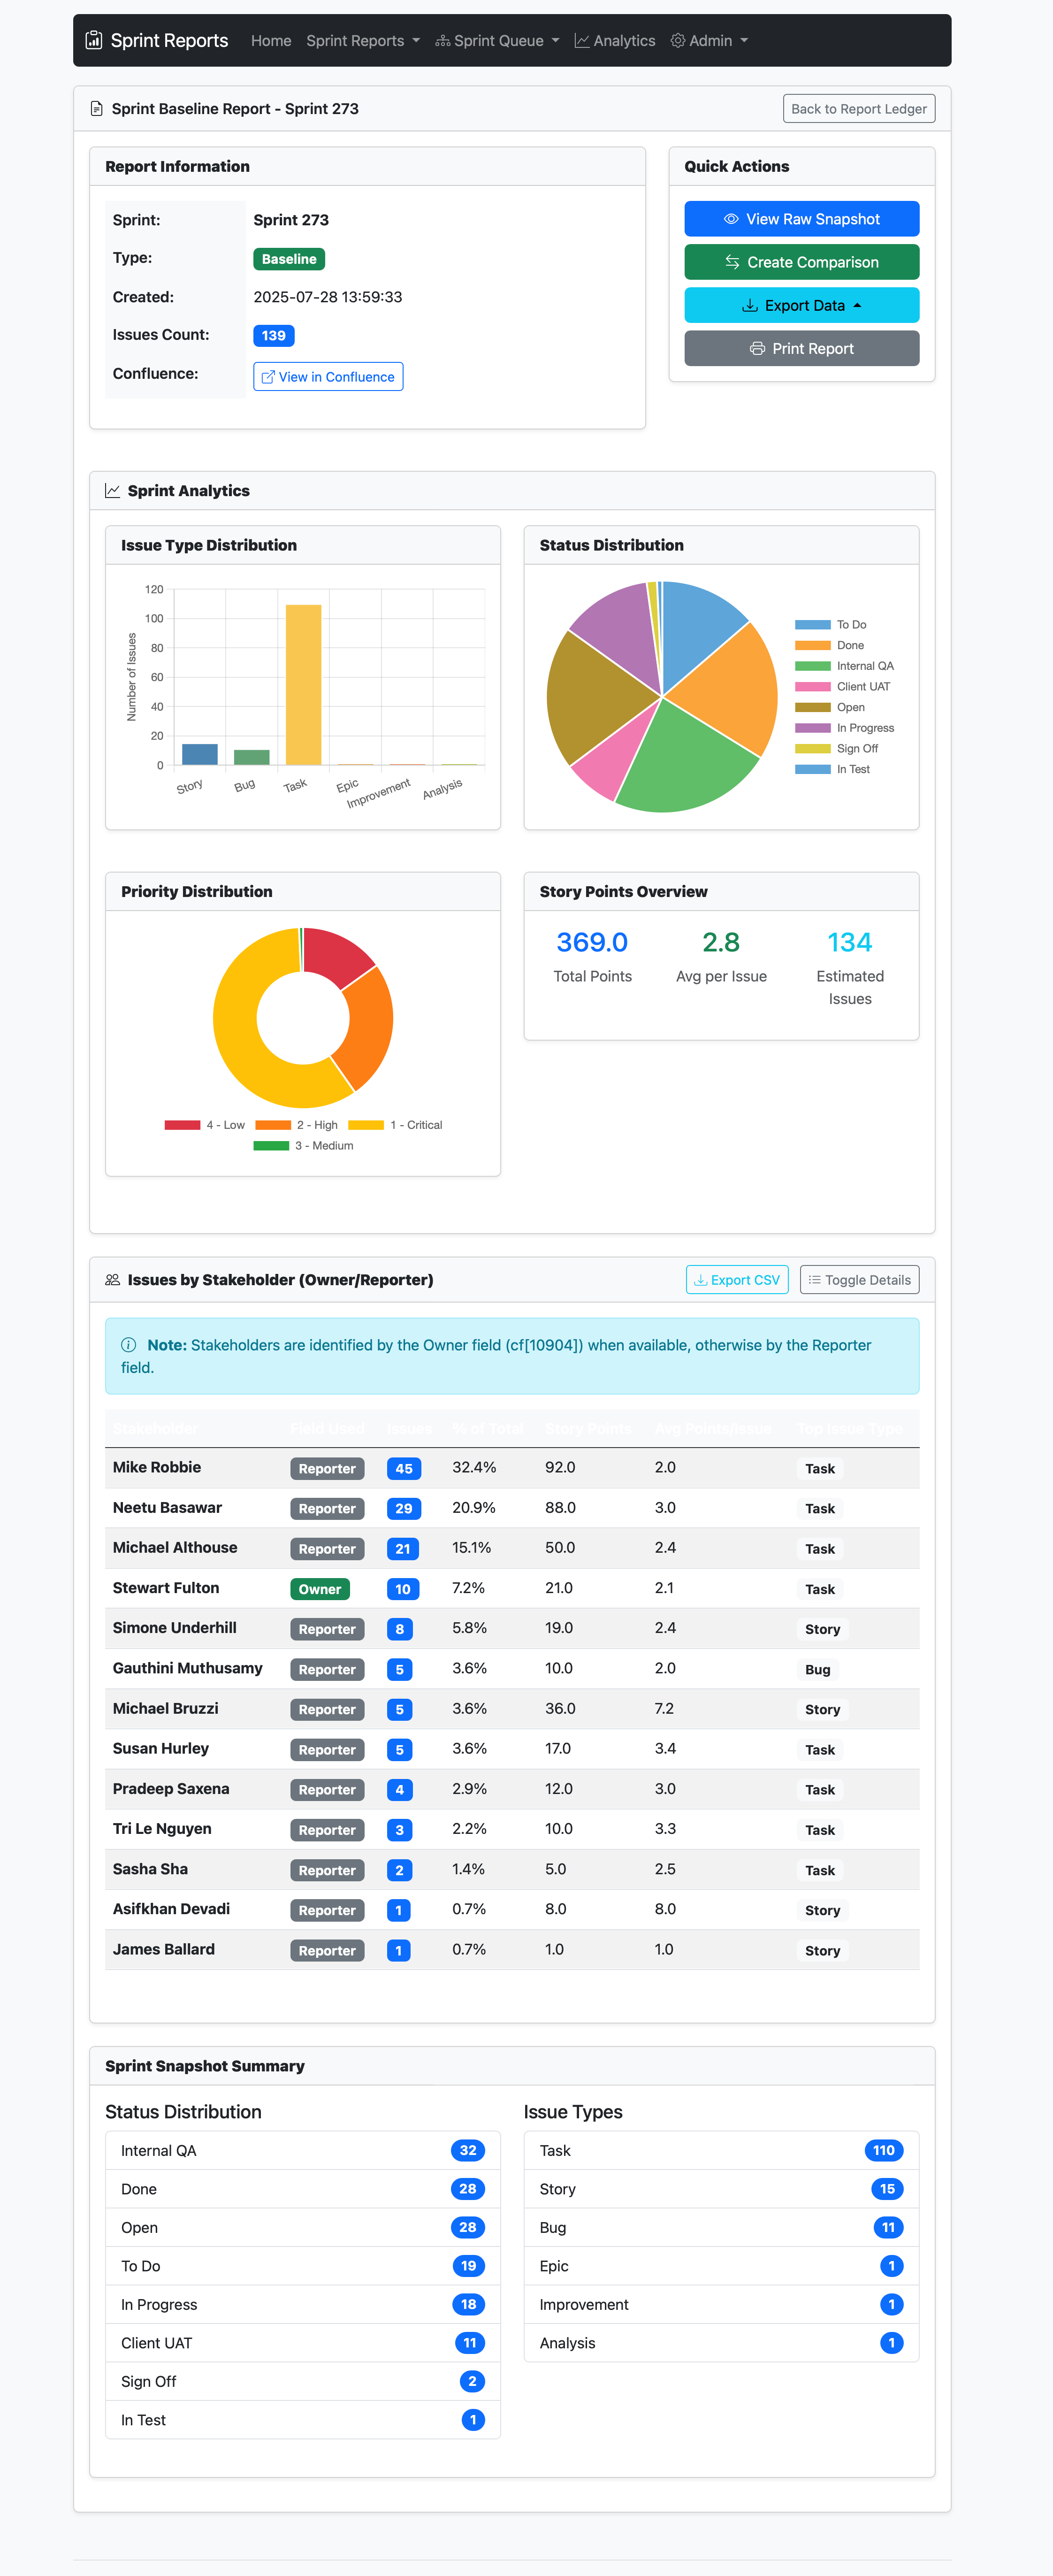 Sprint Reports Home Sprint Reports Sprint Queue Analytics Admin
Sprint Baseline Report - Sprint 273
Back to Report Ledger
Report Information
Sprint: Sprint 273
Type: Baseline
Created: 2025-07-28 13:59:33
Issues Count: 139
Confluence: View in Confluence
Quick Actions
View Raw Snapshot
Create Comparison
Export Data
Print Report
Sprint Analytics
Issue Type Distribution
Number of Issues
120
100
80
60
40
20
0
Story
Bug
Task
Epic
Improvement
Analysis
Status Distribution
To Do
Done
Internal QA
Client UAT
Open
In Progress
Sign Off
In Test
Priority Distribution
4 - Low 2 - High 1 - Critical
3 - Medium
Story Points Overview
369.0 2.8 134
Total Points Avg per Issue Estimated
Issues
Issues by Stakeholder (Owner/Reporter)
Export CSV Toggle Details
Note: Stakeholders are identified by the Owner field (cf[10904]) when available, otherwise by the Reporter
field.
Stakeholder Field Used Issues % of Total Story Points Avg Points/Issue Top Issue Type
Mike Robbie Reporter 45 32.4% 92.0 2.0 Task
Neetu Basawar Reporter 29 20.9% 88.0 3.0 Task
Michael Althouse Reporter 21 15.1% 50.0 2.4 Task
Stewart Fulton Owner 10 7.2% 21.0 2.1 Task
Simone Underhill Reporter 8 5.8% 19.0 2.4 Story
Gauthini Muthusamy Reporter 5 3.6% 10.0 2.0 Bug
Michael Bruzzi Reporter 5 3.6% 36.0 7.2 Story
Susan Hurley Reporter 5 3.6% 17.0 3.4 Task
Pradeep Saxena Reporter 4 2.9% 12.0 3.0 Task
Tri Le Nguyen Reporter 3 2.2% 10.0 3.3 Task
Sasha Sha Reporter 2 1.4% 5.0 2.5 Task
Asifkhan Devadi Reporter 1 0.7% 8.0 8.0 Story
James Ballard Reporter 1 0.7% 1.0 1.0 Story
Sprint Snapshot Summary
Status Distribution
Internal QA 32
Done 28
Open 28
To Do 19
In Progress 18
Client UAT 11
Sign Off 2
In Test 1
Issue Types
Task 110
Story 15
Bug 11
Epic 1
Improvement 1
Analysis 1